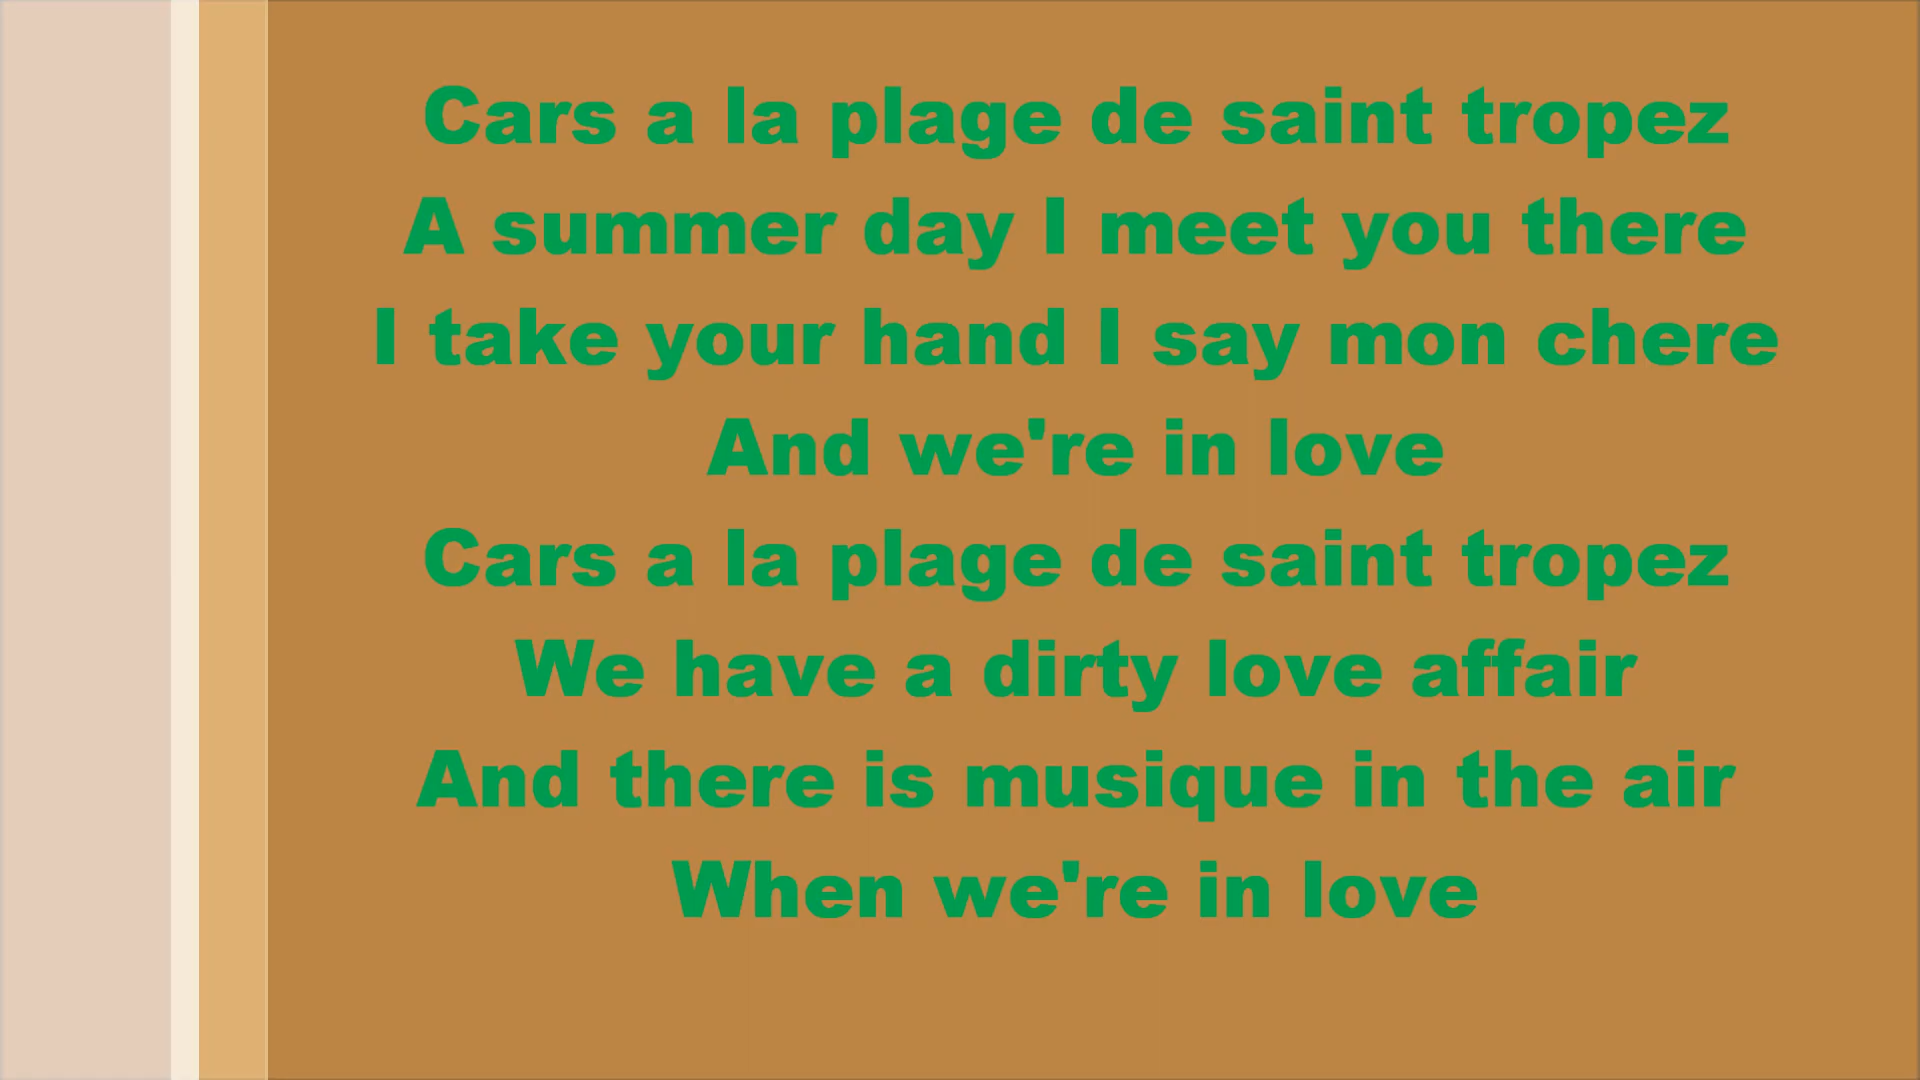 Cars a la plage de saint tropez
A summer day I meet you there
I take your hand I say mon chere
And we're in love
Cars a la plage de saint tropez
We have a dirty love affair
And there is musique in the air
When we're in love